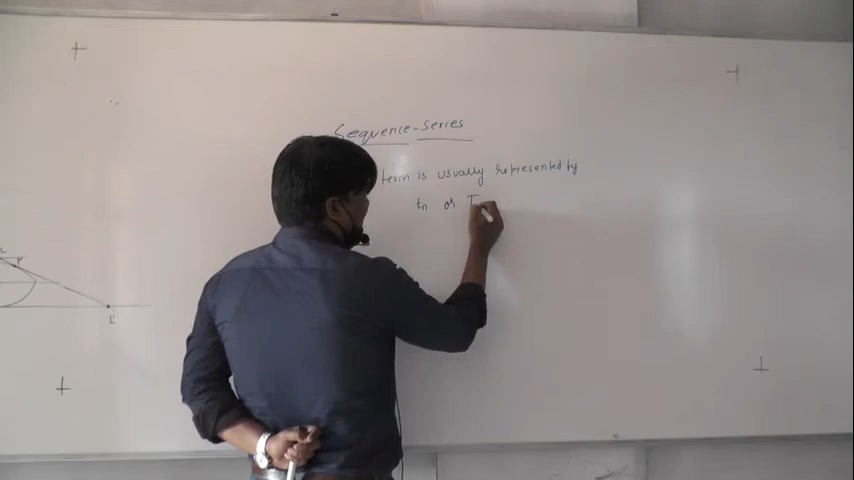 Sequence-Series
term is usually represented by
tn or T
P
L